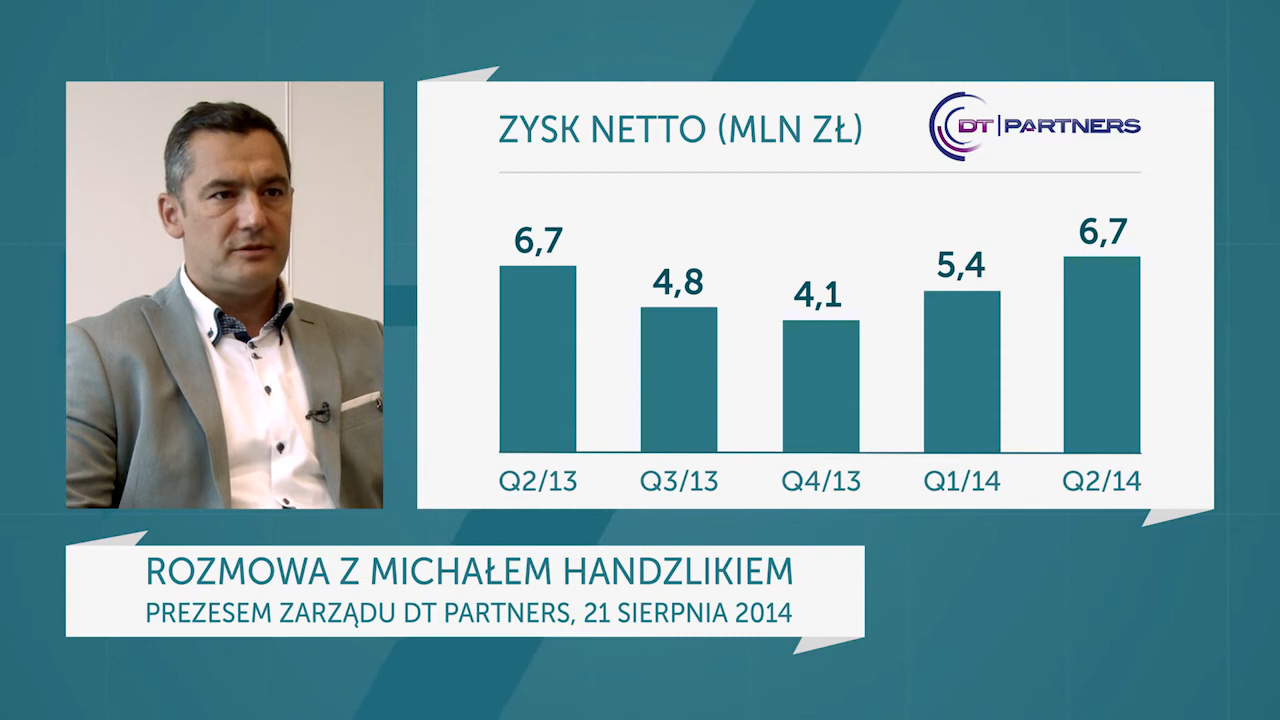 ZYSK NETTO (MLN ZŁ)
DT|PARTNERS
6,7
4,8
4,1
5,4
6,7
Q2/13
Q3/13
Q4/13
Q1/14
Q2/14
ROZMOWA Z MICHAŁEM HANDZLIKIEM
PREZESEM ZARZĄDU DT PARTNERS, 21 SIERPNIA 2014